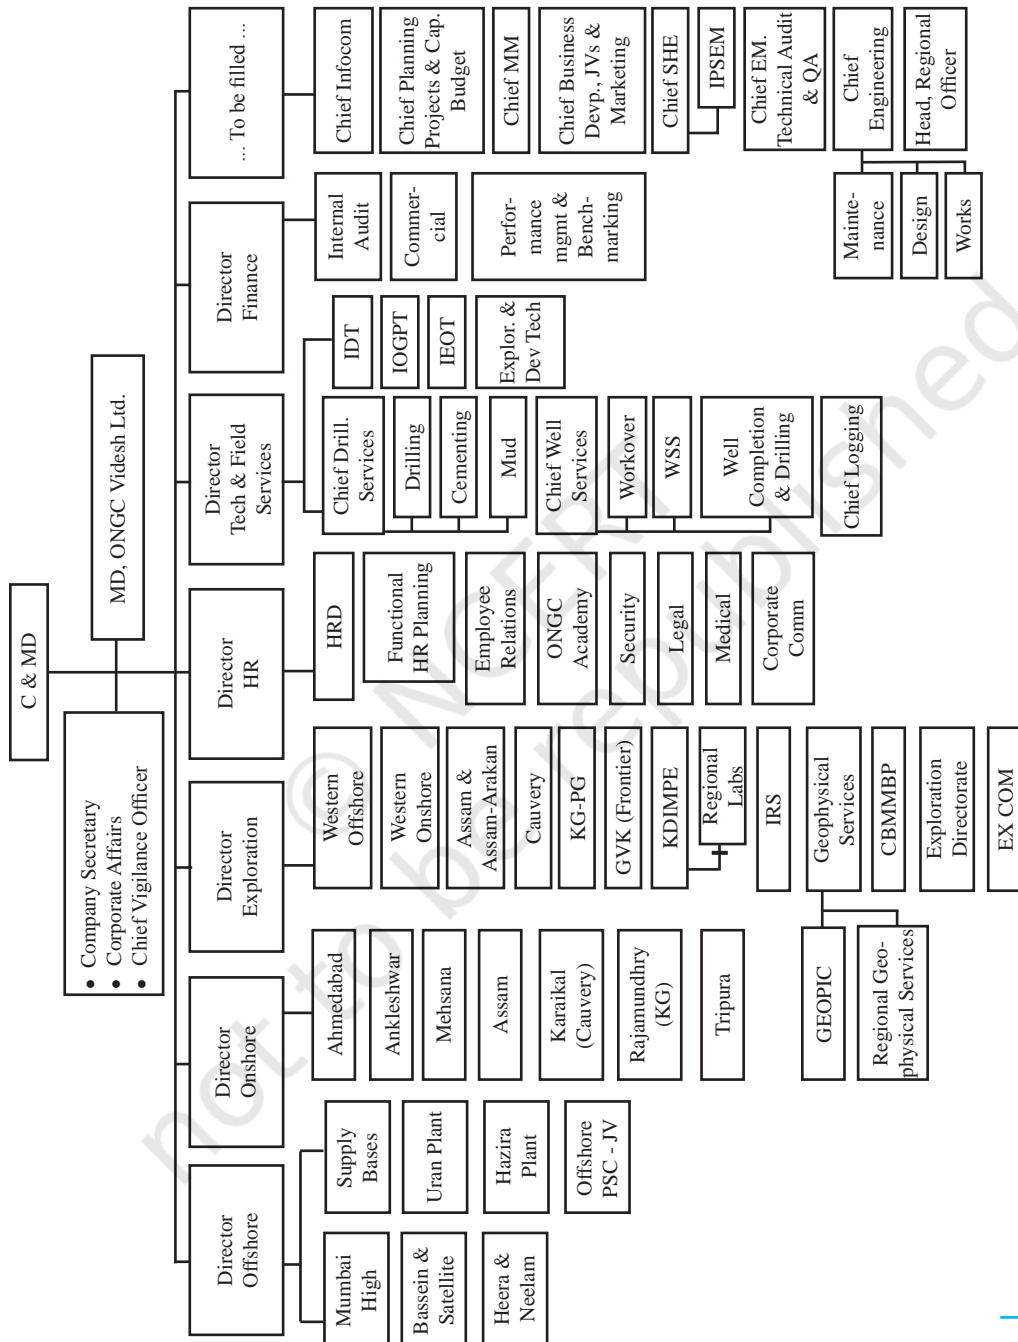 C & MD
• Company Secretary
• Corporate Affairs
• Chief Vigilance Officer
MD, ONGC Videsh Ltd.
Director
Offshore
Mumbai
High
Bassein &
Satellite
Heera &
Neelam
Supply
Bases
Uran Plant
Hazira
Plant
Offshore
PSC - JV
Director
Onshore
Ahmedabad
Ankleshwar
Mehsana
Assam
Karaikal
(Cauvery)
Rajamundhry
(KG)
Tripura
Director
Exploration
Western
Offshore
Western
Onshore
Assam &
Assam-Arakan
Cauvery
KG-PG
GVK (Frontier)
KDIMPE
Regional
Labs
IRS
Geophysical
Services
GEOPIC
Regional Geo-
physical Services
CBMMBP
Exploration
Directorate
EX COM
Director
HR
HRD
Functional
HR Planning
Employee
Relations
ONGC
Academy
Security
Legal
Medical
Corporate
Comm
Director
Tech & Field
Services
Chief Drill.
Services
Drilling
Cementing
Mud
Chief Well
Services
Workover
WSS
Well
Completion
& Drilling
Chief Logging
IDT
IOGPT
IEOT
Explor. &
Dev Tech
Director
Finance
Internal
Audit
Commer-
cial
Perfor-
mance
mgmt &
Bench-
marking
... To be filled ...
Chief Infocom
Chief Planning
Projects & Cap.
Budget
Chief MM
Chief Business
Devp., JVs &
Marketing
Chief SHE
IPSEM
Chief EM.
Technical Audit
& QA
Chief
Engineering
Mainte-
nance
Design
Works
Head, Regional
Officer
© NCERT
not to be republished